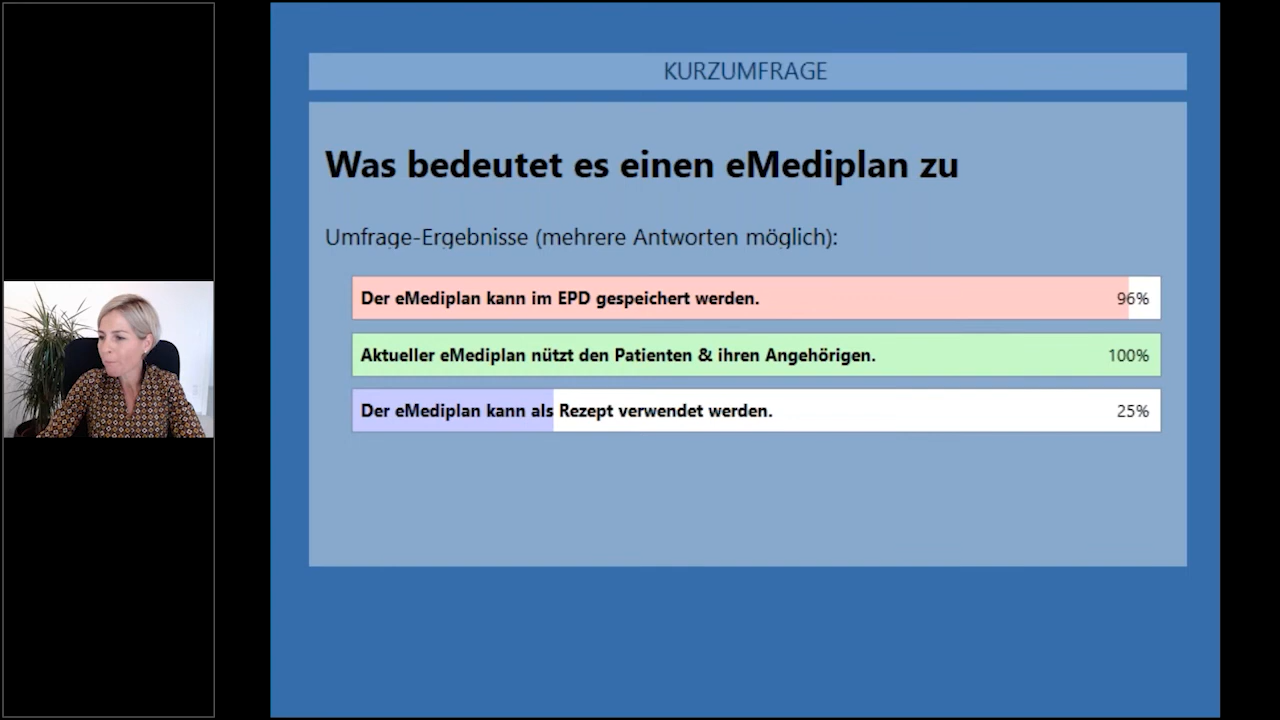 KURZUMFRAGE
Was bedeutet es einen eMediplan zu
Umfrage-Ergebnisse (mehrere Antworten möglich):
Der eMediplan kann im EPD gespeichert werden. 96%
Aktueller eMediplan nützt den Patienten & ihren Angehörigen. 100%
Der eMediplan kann als Rezept verwendet werden. 25%